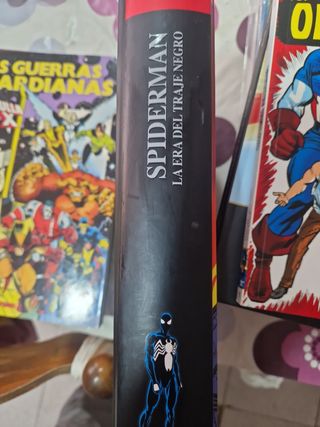 S GUERRAS
ARDIANAS
SPIDERMAN
LA ERA DEL TRAJE NEGRO